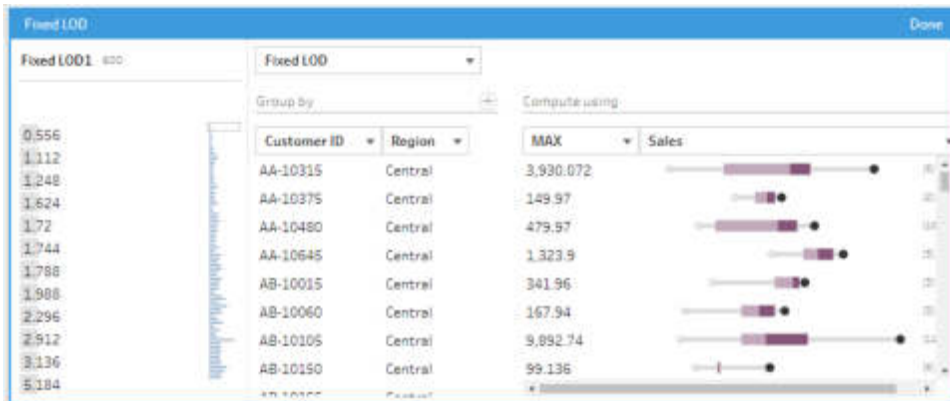 Fixed LOD Done
Fixed LOD1 Fixed LOD
Group by Compute using
Customer ID Region MAX Sales
0.556
1.112
1.248
1.624
1.72
1.744
1.788
1.988
2.296
2.912
3.136
5.184
AA-10315 Central 3,930.072
AA-10375 Central 149.97
AA-10480 Central 479.97
AA-10645 Central 1,323.9
AB-10015 Central 341.96
AB-10060 Central 167.94
AB-10105 Central 9,892.74
AB-10150 Central 99.136